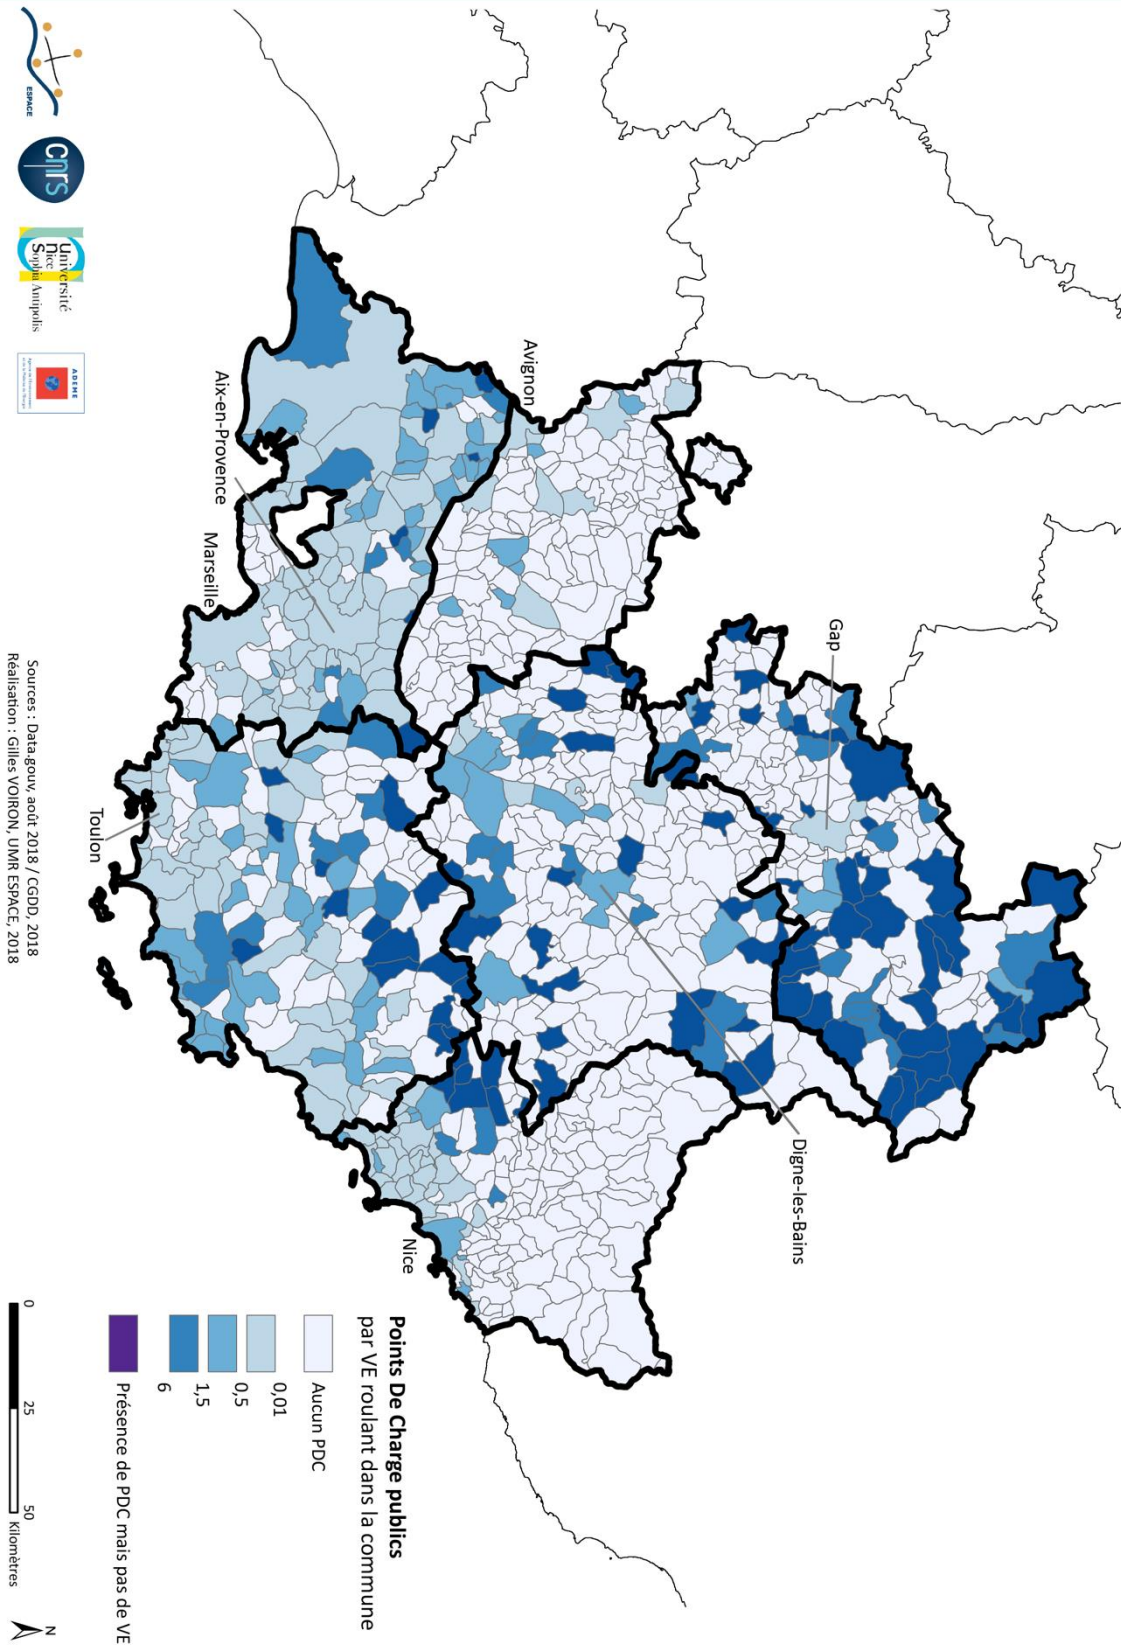 Gap
Avignon
Digne-les-Bains
Aix-en-Provence
Marseille
Nice
Toulon
Points De Charge publics
par VE roulant dans la commune
Aucun PDC
0,01
0,5
1,5
6
Présence de PDC mais pas de VE
0 25 50
Kilomètres
N
ESPACE
cnrs
Université
Nice
Sophia Antipolis
ADEME
Sources : Data.gouv, août 2018 / CGDD, 2018
Réalisation : Gilles VOIRON, UMR ESPACE, 2018